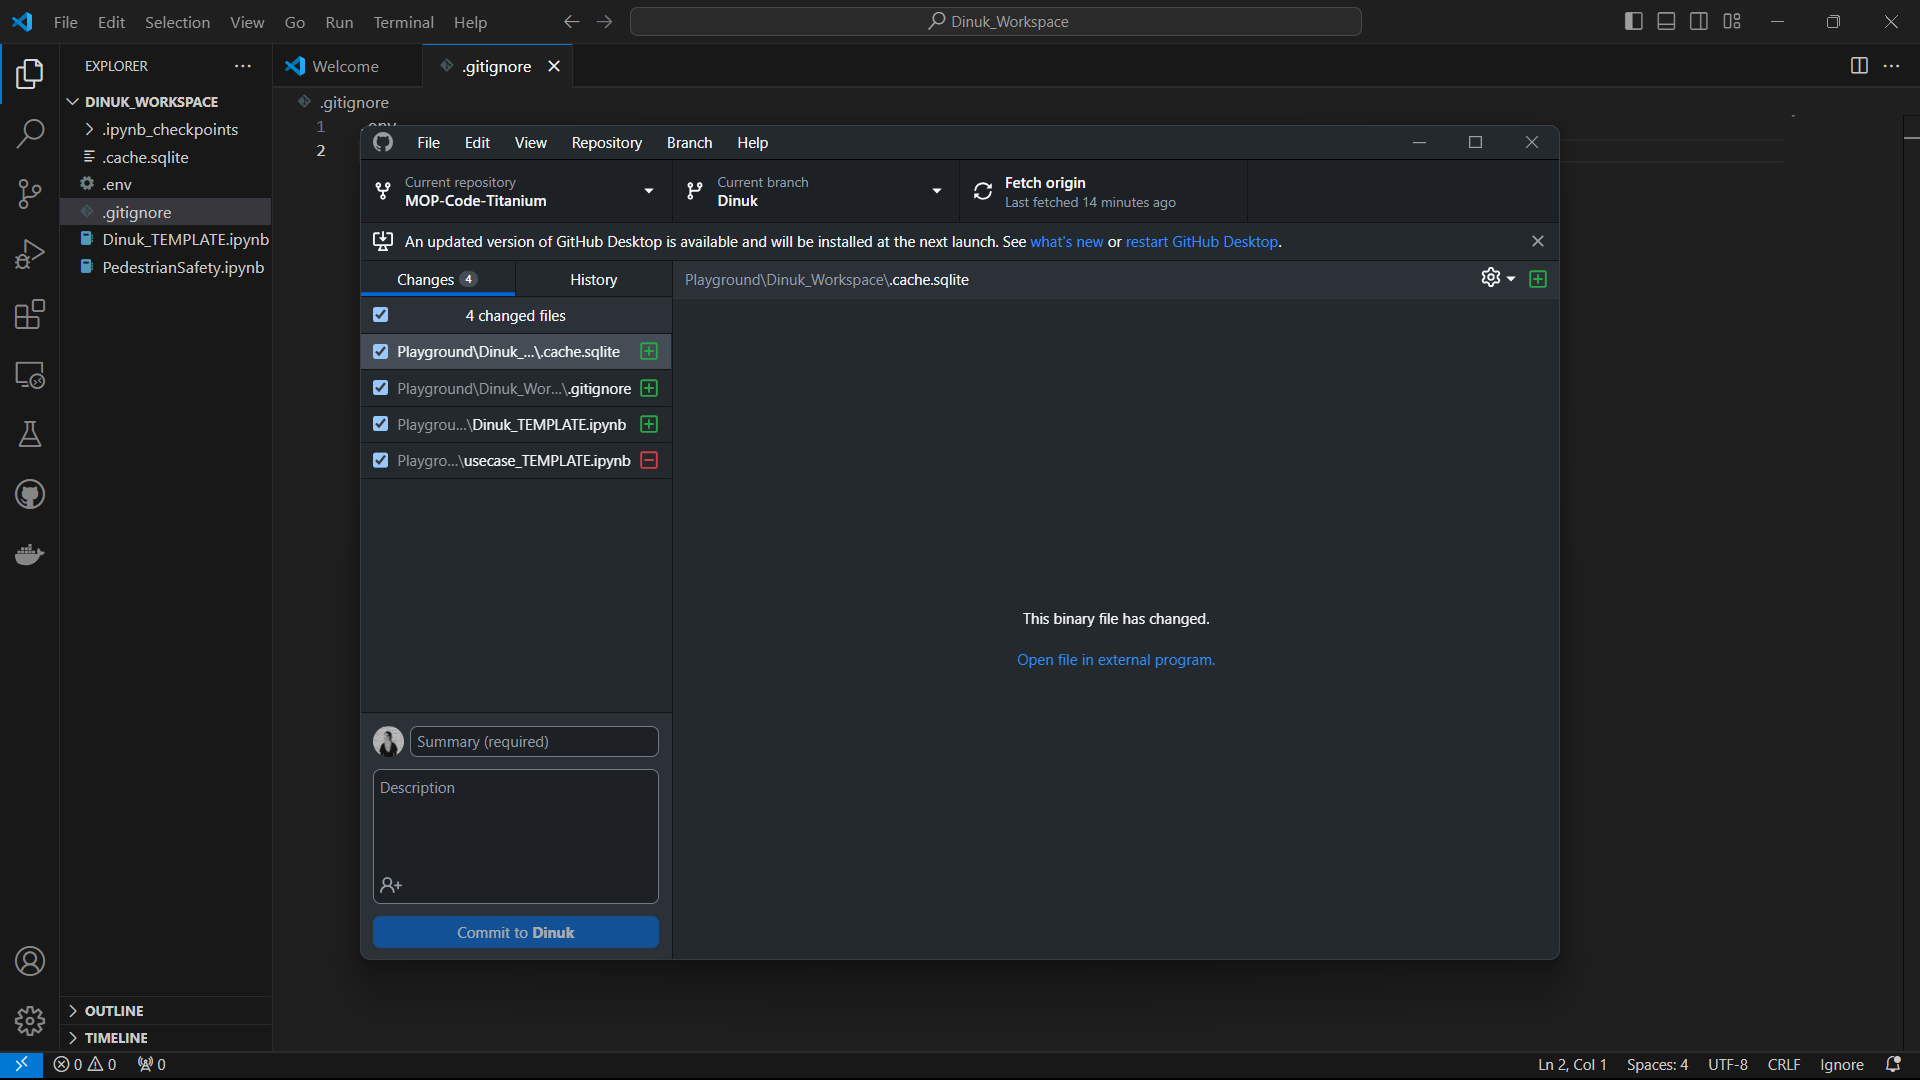 File Edit Selection View Go Run Terminal Help
Dinuk_Workspace
EXPLORER
DINUK_WORKSPACE
.ipynb_checkpoints
.cache.sqlite
.env
.gitignore
Dinuk_TEMPLATE.ipynb
PedestrianSafety.ipynb
OUTLINE
TIMELINE
Welcome
.gitignore
.gitignore
1 .env
2
File Edit View Repository Branch Help
Current repository
MOP-Code-Titanium
Current branch
Dinuk
Fetch origin
Last fetched 14 minutes ago
An updated version of GitHub Desktop is available and will be installed at the next launch. See what's new or restart GitHub Desktop.
Changes 4
History
4 changed files
Playground\Dinuk_...\.cache.sqlite
Playground\Dinuk_Wor...\.gitignore
Playgrou...\Dinuk_TEMPLATE.ipynb
Playgro...\usecase_TEMPLATE.ipynb
Playground\Dinuk_Workspace\.cache.sqlite
This binary file has changed.
Open file in external program.
Summary (required)
Description
Commit to Dinuk
0 0 0
Ln 2, Col 1 Spaces: 4 UTF-8 CRLF Ignore